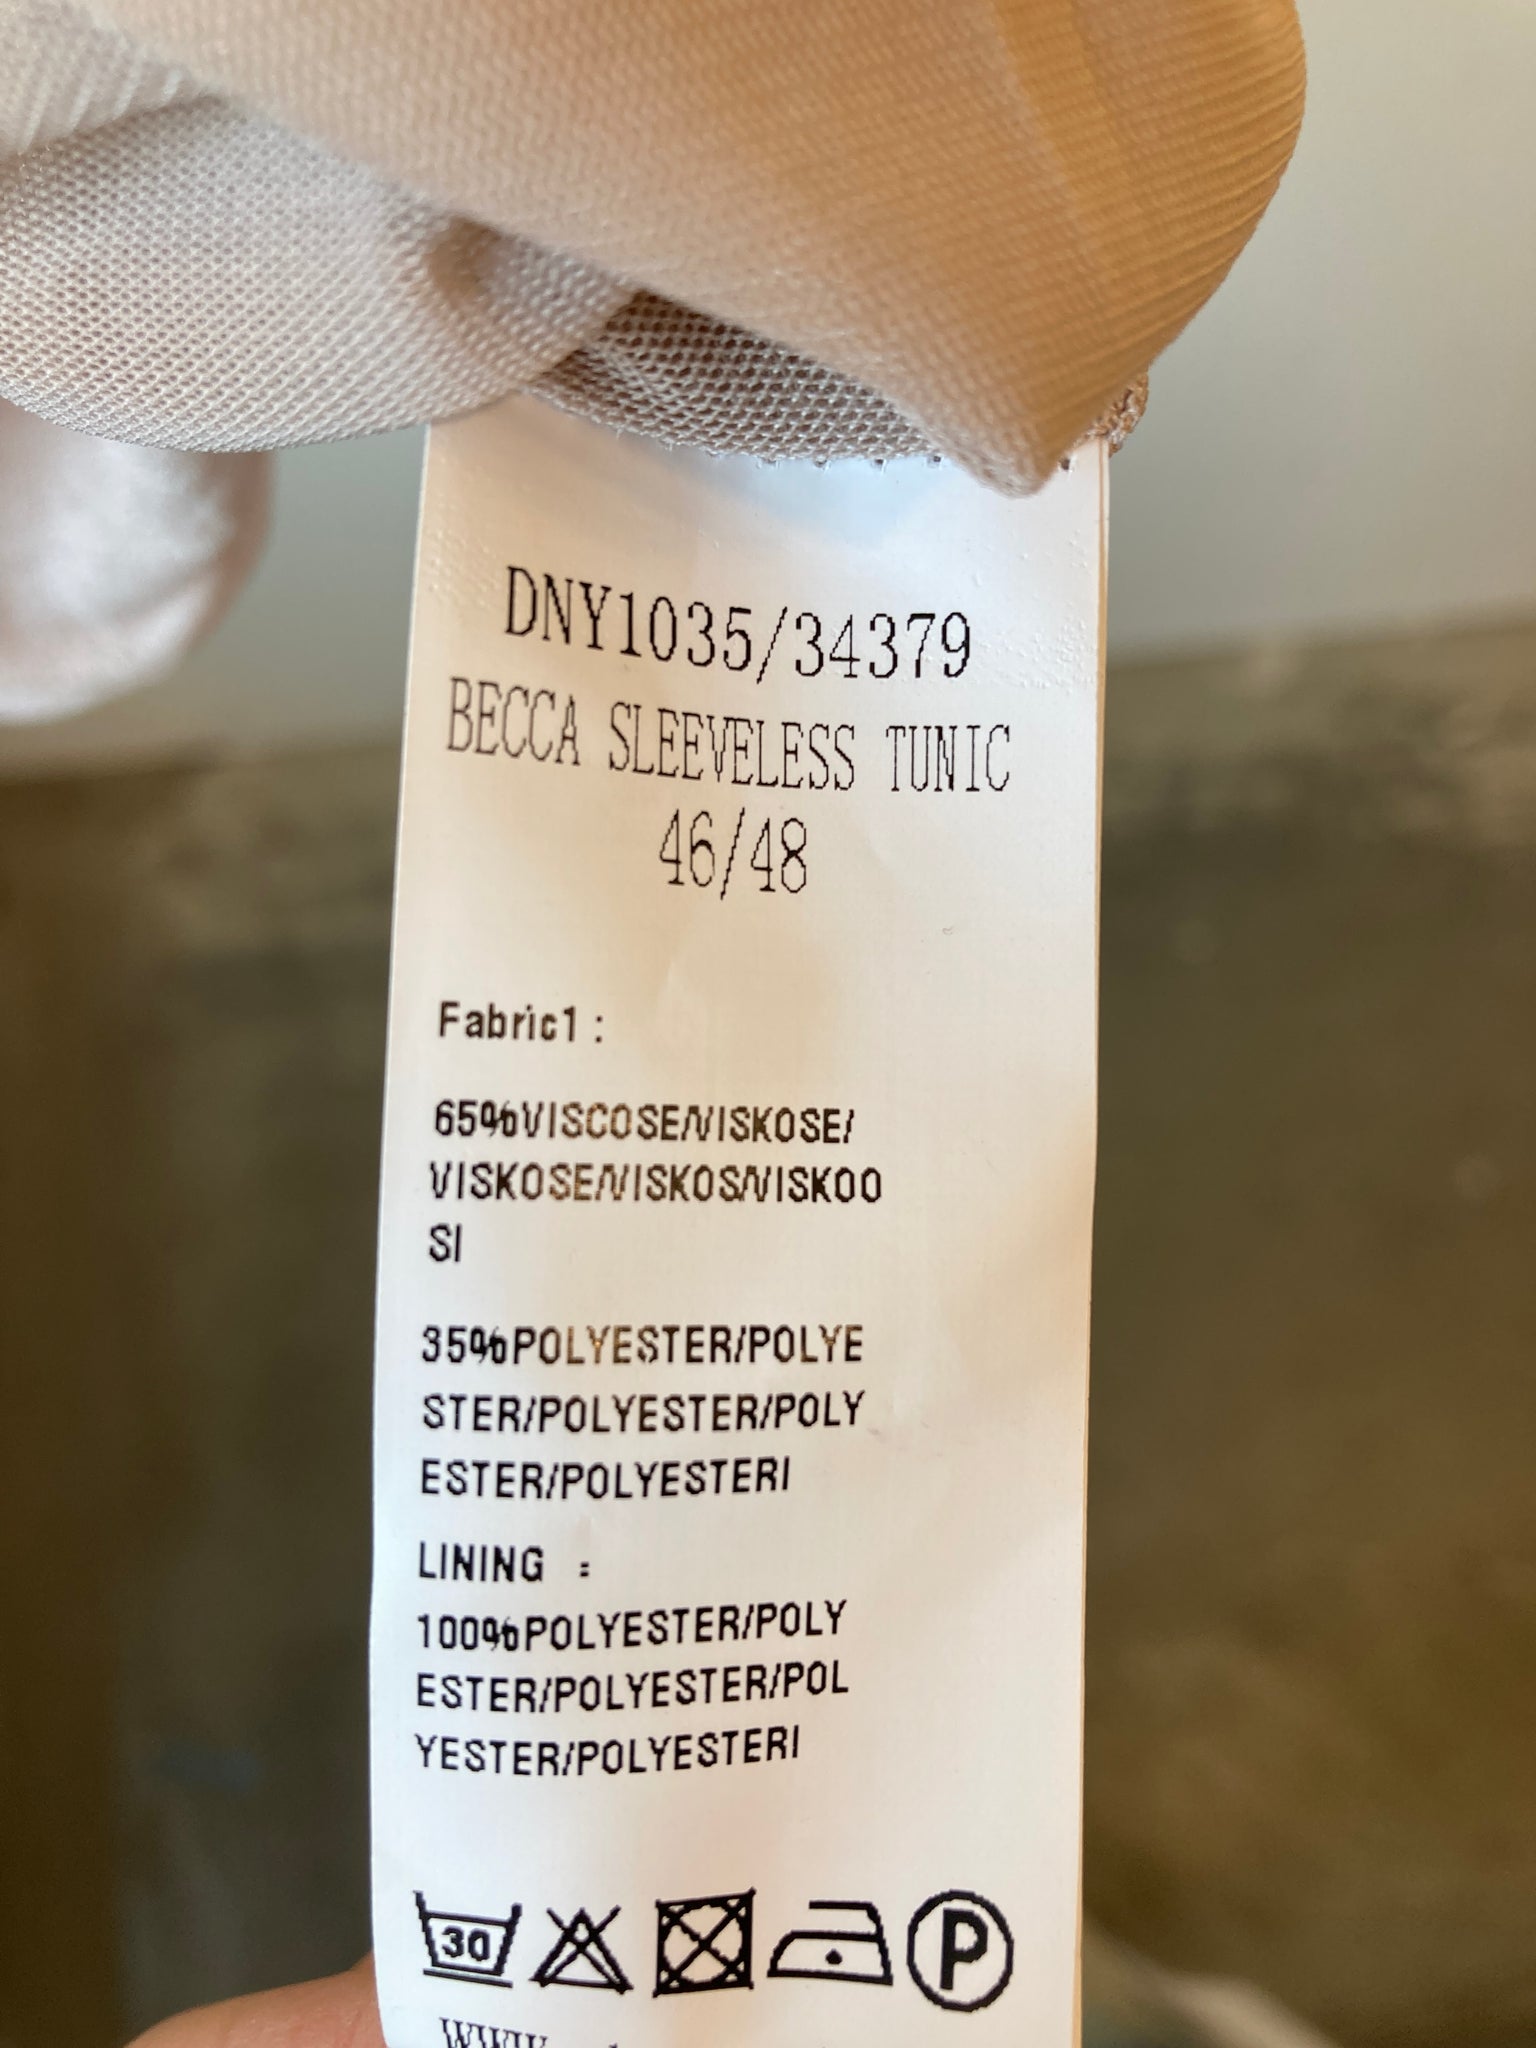 DNY1035/34379
BECCA SLEEVELESS TUNIC
46/48
Fabric1 :
65%VISCOSE/VISKOSE/
VISKOSE/VISKOS/VISKOO
SI
35%POLYESTER/POLYE
STER/POLYESTER/POLY
ESTER/POLYESTERI
LINING :
100%POLYESTER/POLY
ESTER/POLYESTER/POL
YESTER/POLYESTERI
30 P